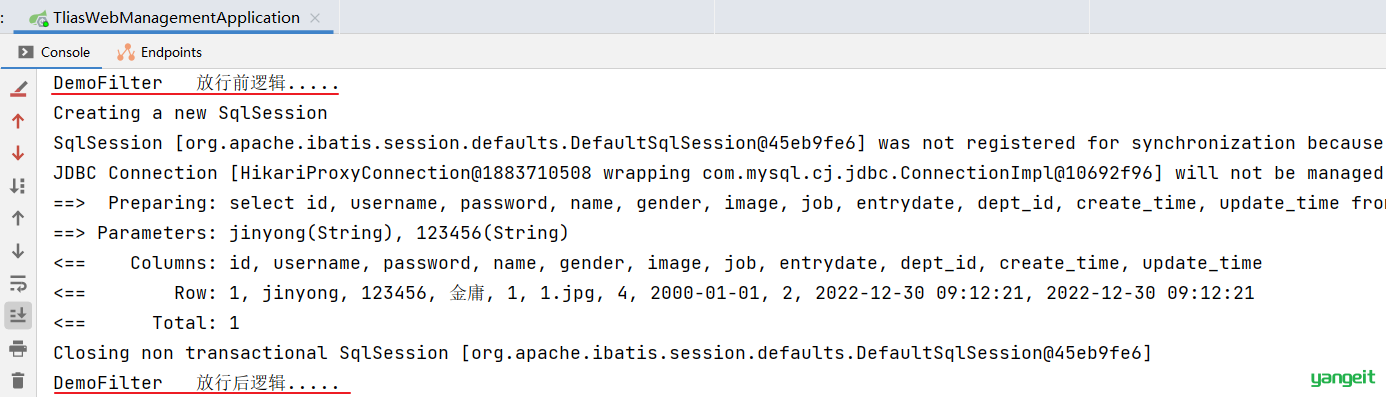 :
TliasWebManagementApplication ×
Console Endpoints
DemoFilter 放行前逻辑.....
Creating a new SqlSession
SqlSession [org.apache.ibatis.session.defaults.DefaultSqlSession@45eb9fe6] was not registered for synchronization because
JDBC Connection [HikariProxyConnection@1883710508 wrapping com.mysql.cj.jdbc.ConnectionImpl@10692f96] will not be managed
==> Preparing: select id, username, password, name, gender, image, job, entrydate, dept_id, create_time, update_time fro
==> Parameters: jinyong(String), 123456(String)
<== Columns: id, username, password, name, gender, image, job, entrydate, dept_id, create_time, update_time
<== Row: 1, jinyong, 123456, 金庸, 1, 1.jpg, 4, 2000-01-01, 2, 2022-12-30 09:12:21, 2022-12-30 09:12:21
<== Total: 1
Closing non transactional SqlSession [org.apache.ibatis.session.defaults.DefaultSqlSession@45eb9fe6]
DemoFilter 放行后逻辑.....
yangeit